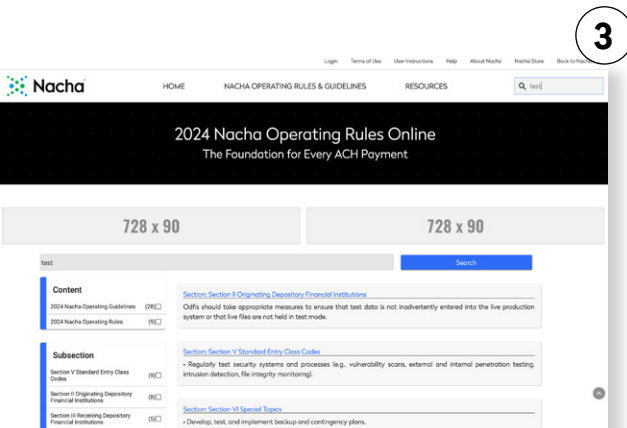 3
Login Terms of Use User Instructions Help About Nacha Nacha Store Back to Nacha
Nacha HOME NACHA OPERATING RULES & GUIDELINES RESOURCES test
2024 Nacha Operating Rules Online
The Foundation for Every ACH Payment
728 x 90 728 x 90
test Search
Content
2024 Nacha Operating Guidelines (28)
2024 Nacha Operating Rules (9)
Subsection
Section V Standard Entry Class
Codes
Section II Originating Depository (8)
Financial Institutions
Section III Receiving Depository (5)
Financial Institutions
Section: Section II Originating Depository Financial Institutions
Odfis should take appropriate measures to ensure that test data is not inadvertently entered into the live production
system or that live files are not held in test mode.
Section: Section V Standard Entry Class Codes
• Regularly test security systems and processes (e.g., vulnerability scans, external and internal penetration testing,
intrusion detection, file integrity monitoring).
Section: Section VI Special Topics
• Develop, test, and implement backup and contingency plans.